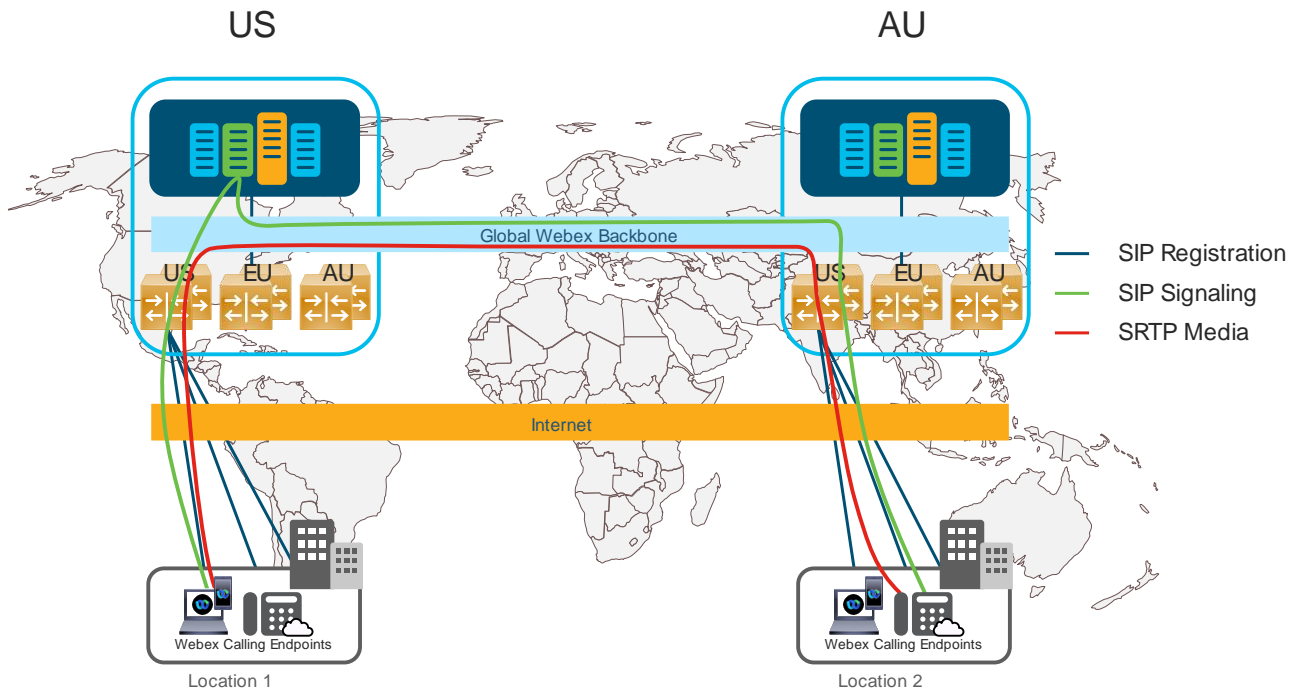 US
AU
Global Webex Backbone
US
EU
AU
US
EU
AU
SIP Registration
SIP Signaling
SRTP Media
Internet
Webex Calling Endpoints
Webex Calling Endpoints
Location 1
Location 2